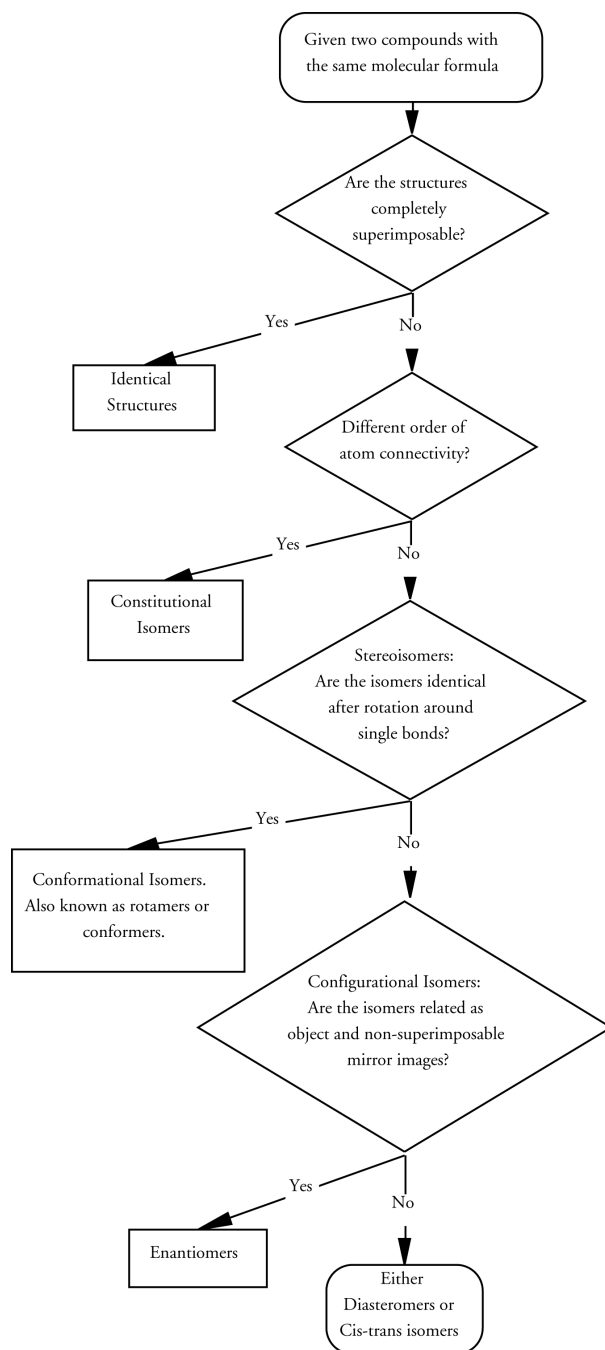 Given two compounds with
the same molecular formula
Are the structures
completely
superimposable?
Yes
No
Identical
Structures
Different order of
atom connectivity?
Yes
No
Constitutional
Isomers
Stereoisomers:
Are the isomers identical
after rotation around
single bonds?
Yes
No
Conformational Isomers.
Also known as rotamers or
conformers.
Configurational Isomers:
Are the isomers related as
object and non-superimposable
mirror images?
Yes
No
Enantiomers
Either
Diasteromers or
Cis-trans isomers